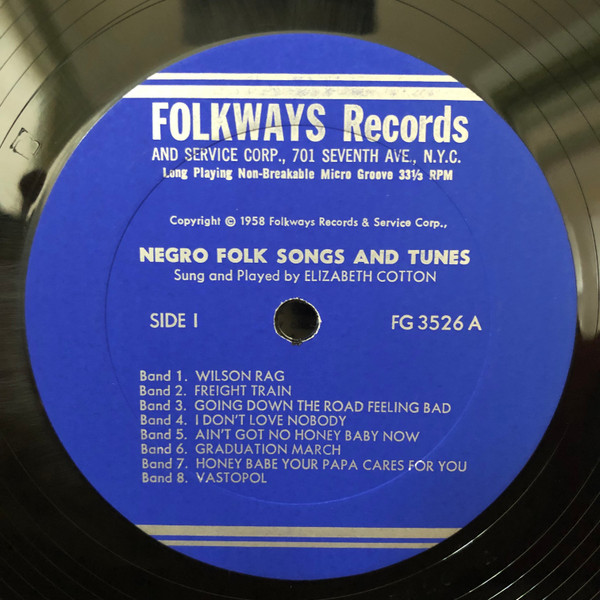 FOLKWAYS Records
AND SERVICE CORP., 701 SEVENTH AVE., N.Y.C.
Long Playing Non-Breakable Micro Groove 33⅓ RPM
Copyright © 1958 Folkways Records & Service Corp.,
NEGRO FOLK SONGS AND TUNES
Sung and Played by ELIZABETH COTTON
SIDE I FG 3526 A
Band 1. WILSON RAG
Band 2. FREIGHT TRAIN
Band 3. GOING DOWN THE ROAD FEELING BAD
Band 4. I DON'T LOVE NOBODY
Band 5. AIN'T GOT NO HONEY BABY NOW
Band 6. GRADUATION MARCH
Band 7. HONEY BABE YOUR PAPA CARES FOR YOU
Band 8. VASTOPOL